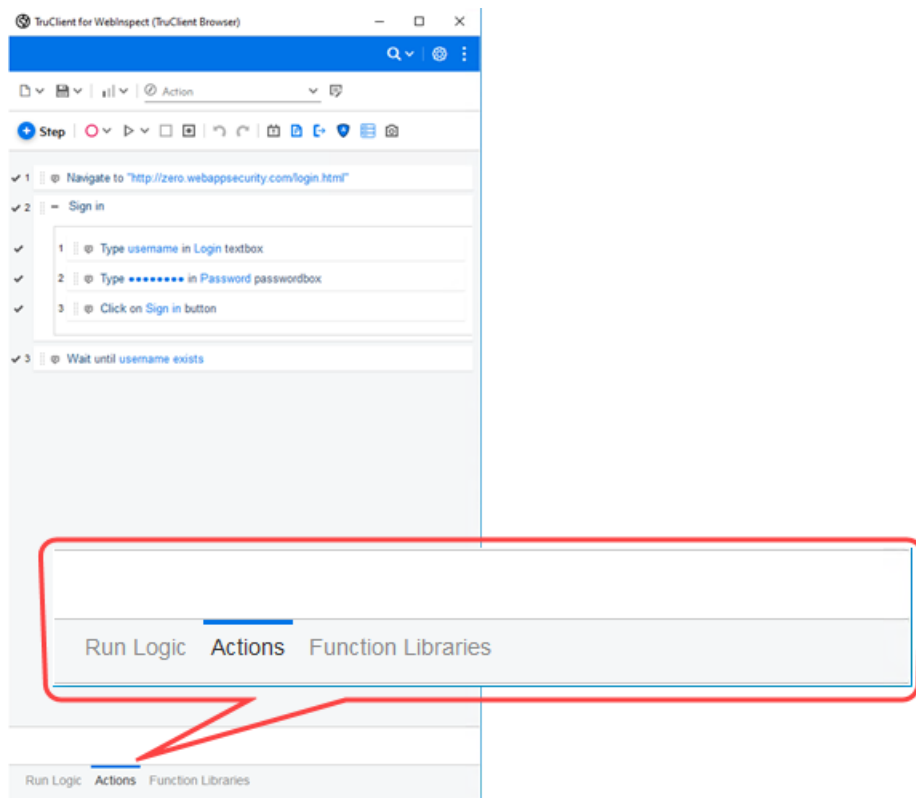 TruClient for WebInspect (TruClient Browser)
Action
Step
1 Navigate to "http://zero.webappsecurity.com/login.html"
2 Sign in
1 Type username in Login textbox
2 Type •••••••• in Password passwordbox
3 Click on Sign in button
3 Wait until username exists
Run Logic Actions Function Libraries
Run Logic Actions Function Libraries